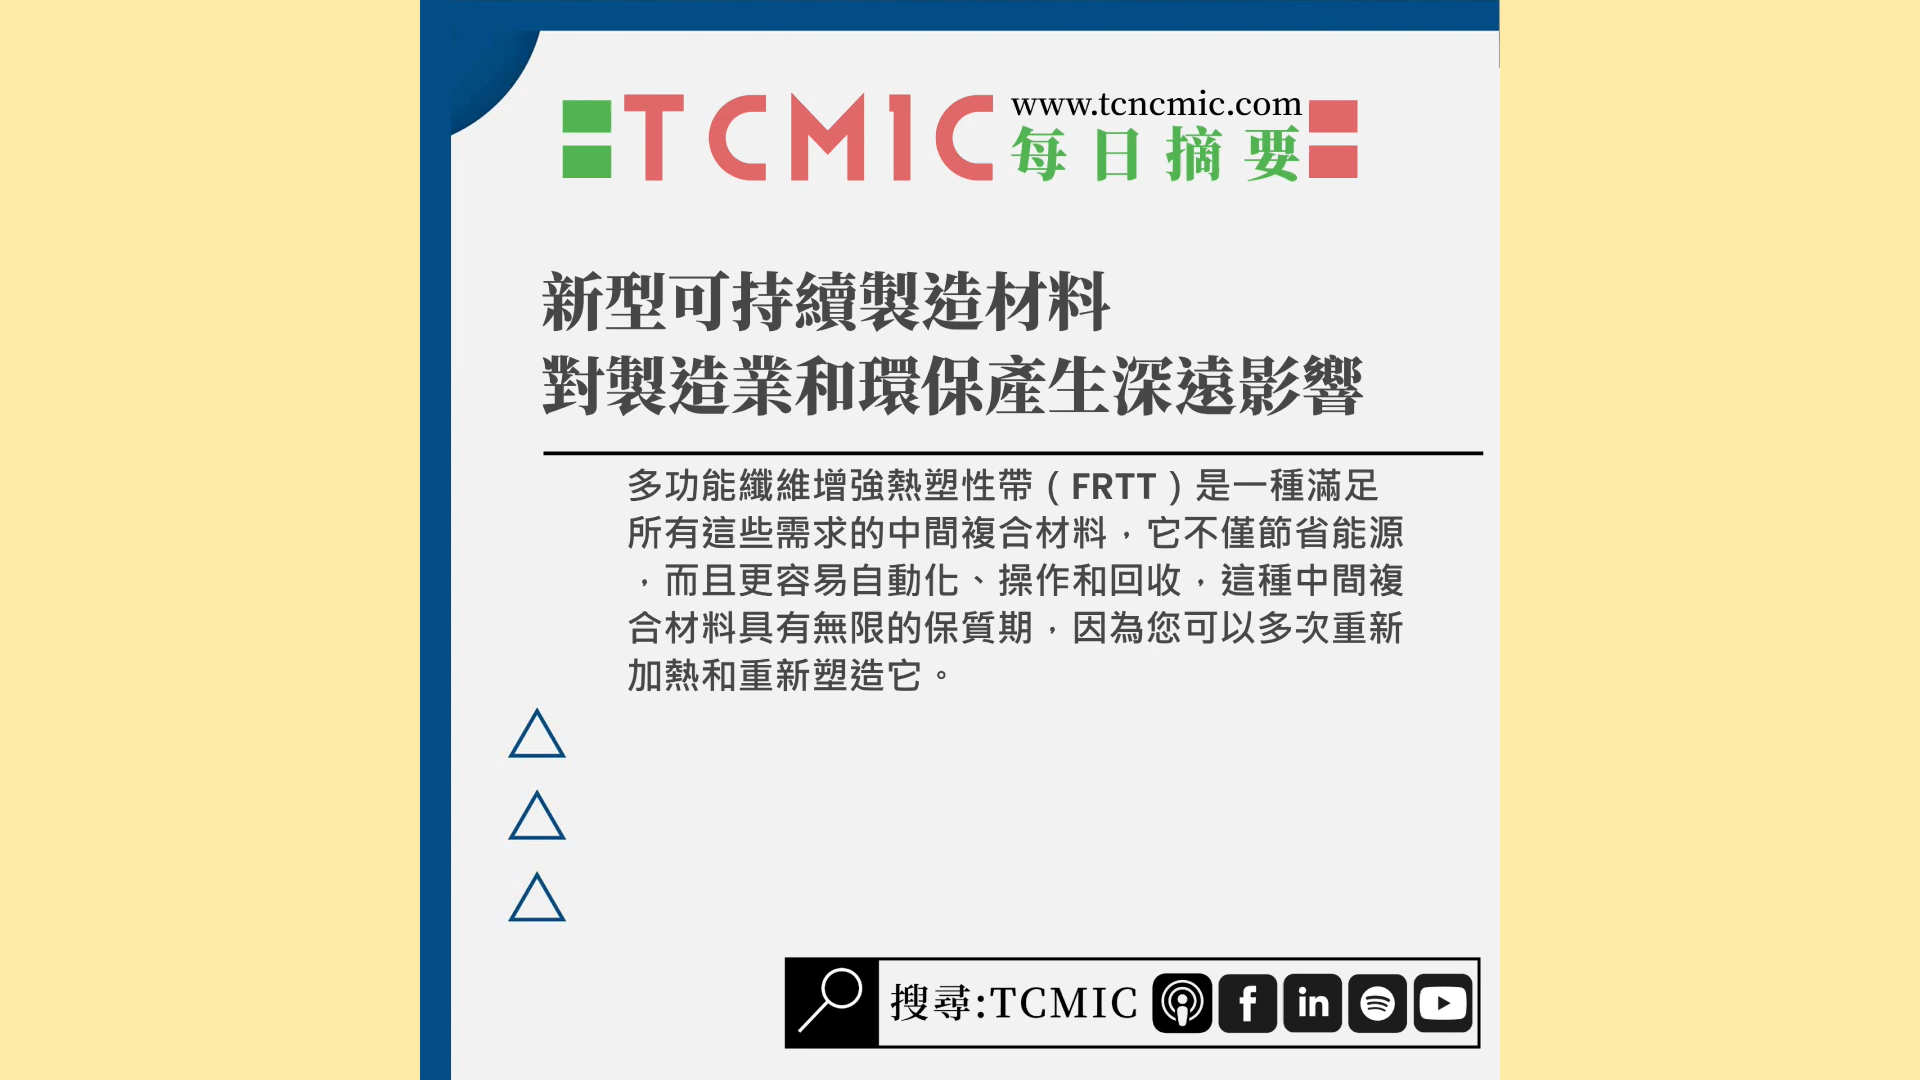 TCMIC
www.tcncmic.com
每日摘要
新型可持續製造材料
對製造業和環保產生深遠影響
多功能纖維增強熱塑性帶（FRTT）是一種滿足
所有這些需求的中間複合材料，它不僅節省能源
，而且更容易自動化、操作和回收，這種中間複
合材料具有無限的保質期，因為您可以多次重新
加熱和重新塑造它。
搜尋:TCMIC